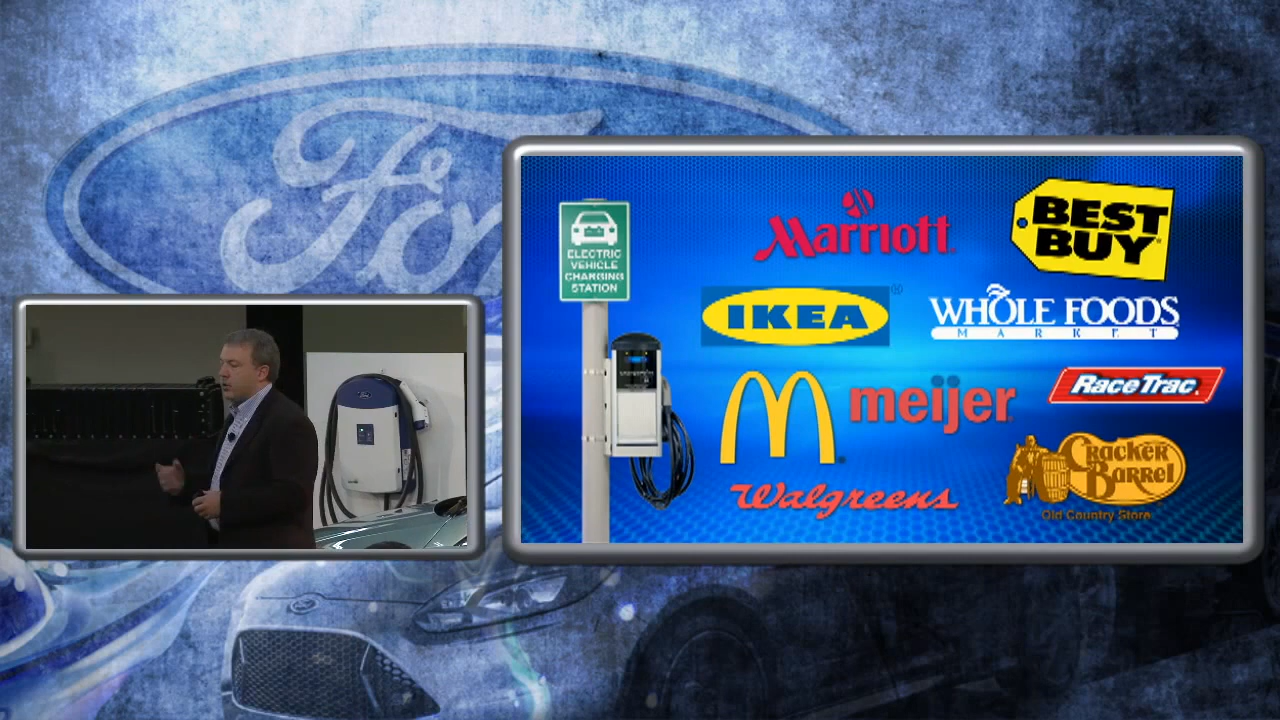 Ford
ELECTRIC
VEHICLE
CHARGING
STATION
Marriott
BEST
BUY
IKEA®
WHOLE FOODS
MARKET
meijer
RaceTrac
Walgreens
CRACKER
BARREL
Old Country Store